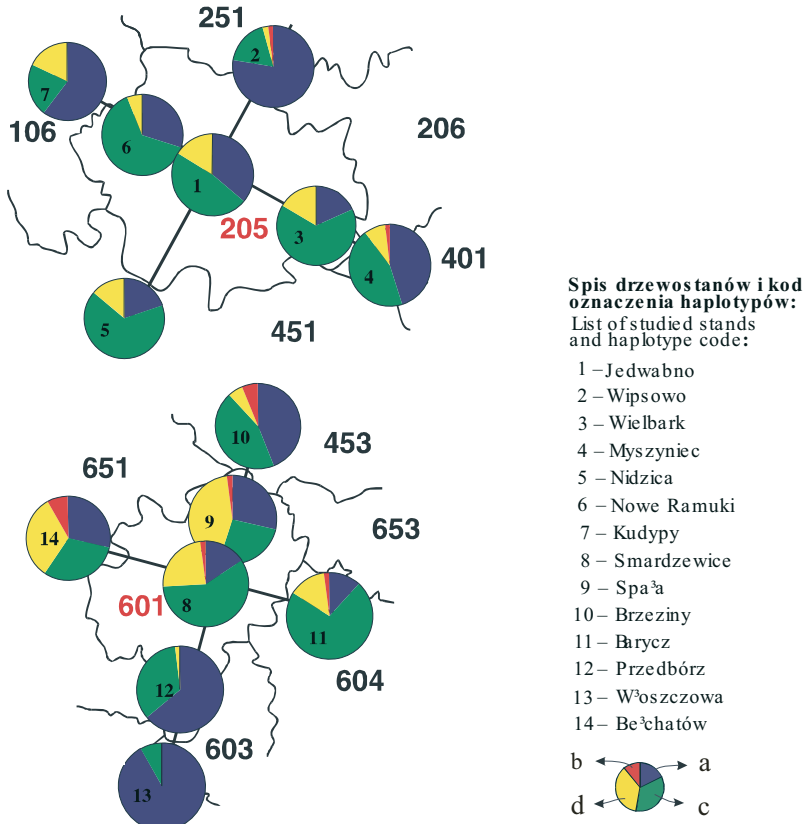 251
2
7
106
6
206
1
205
3
401
4
5
451
10
453
651
9
14
653
601
8
11
604
12
603
13
Spis drzewostanów i kod
oznaczenia haplotypów:
List of studied stands
and haplotype code:
1 – Jedwabno
2 – Wipsowo
3 – Wielbark
4 – Myszyniec
5 – Nidzica
6 – Nowe Ramuki
7 – Kudypy
8 – Smardzewice
9 – Spa³a
10 – Brzeziny
11 – Barycz
12 – Przedbórz
13 – W³oszczowa
14 – Be³chatów
b a
d c